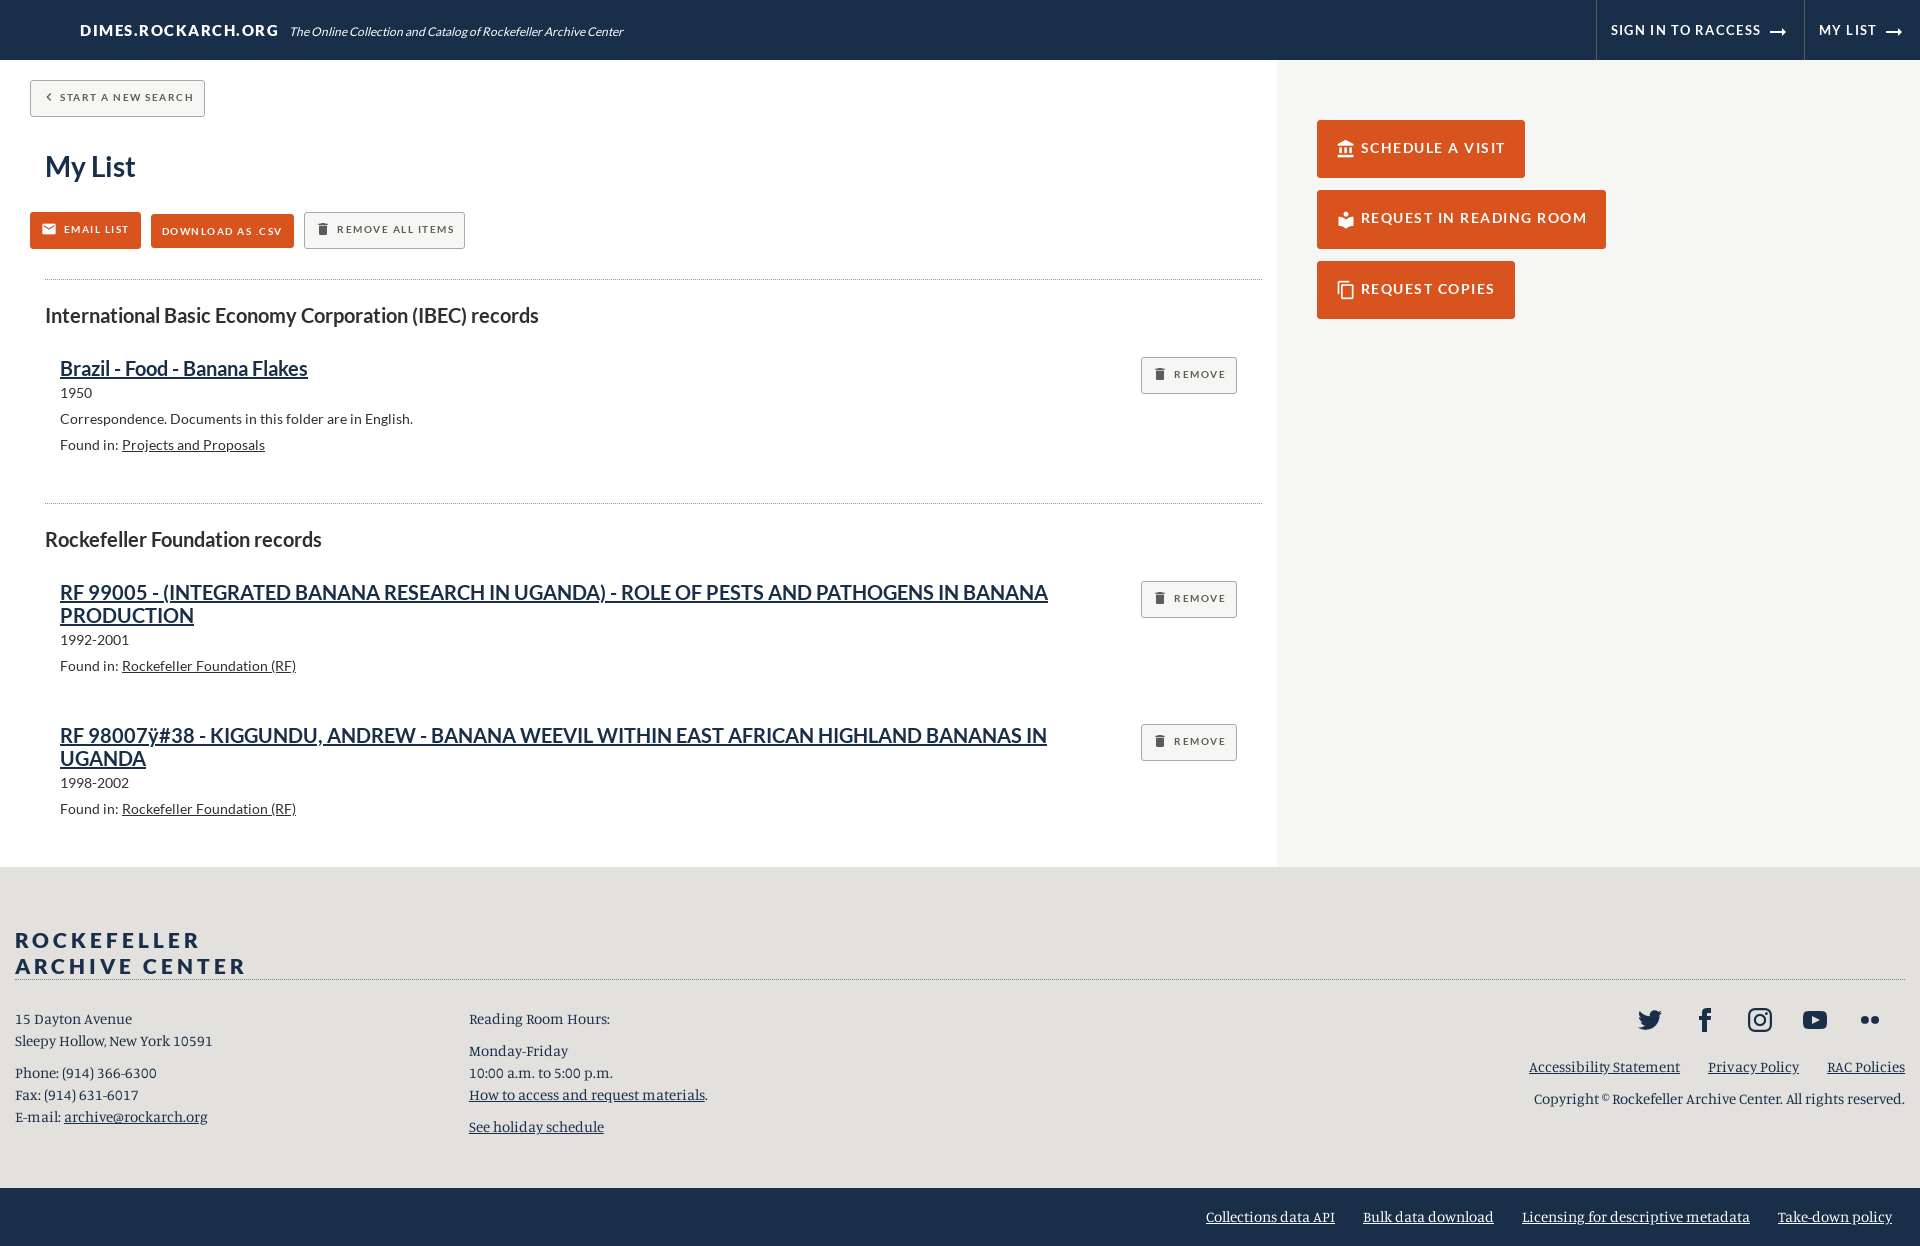 DIMES.ROCKARCH.ORG The Online Collection and Catalog of Rockefeller Archive Center
SIGN IN TO RACCESS
MY LIST
START A NEW SEARCH
My List
EMAIL LIST
DOWNLOAD AS .CSV
REMOVE ALL ITEMS
International Basic Economy Corporation (IBEC) records
Brazil - Food - Banana Flakes
REMOVE
1950
Correspondence. Documents in this folder are in English.
Found in: Projects and Proposals
Rockefeller Foundation records
RF 99005 - (INTEGRATED BANANA RESEARCH IN UGANDA) - ROLE OF PESTS AND PATHOGENS IN BANANA
PRODUCTION
REMOVE
1992-2001
Found in: Rockefeller Foundation (RF)
RF 98007ÿ#38 - KIGGUNDU, ANDREW - BANANA WEEVIL WITHIN EAST AFRICAN HIGHLAND BANANAS IN
UGANDA
REMOVE
1998-2002
Found in: Rockefeller Foundation (RF)
SCHEDULE A VISIT
REQUEST IN READING ROOM
REQUEST COPIES
ROCKEFELLER
ARCHIVE CENTER
15 Dayton Avenue
Sleepy Hollow, New York 10591
Phone: (914) 366-6300
Fax: (914) 631-6017
E-mail: archive@rockarch.org
Reading Room Hours:
Monday-Friday
10:00 a.m. to 5:00 p.m.
How to access and request materials.
See holiday schedule
Accessibility Statement
Privacy Policy
RAC Policies
Copyright © Rockefeller Archive Center. All rights reserved.
Collections data API
Bulk data download
Licensing for descriptive metadata
Take-down policy